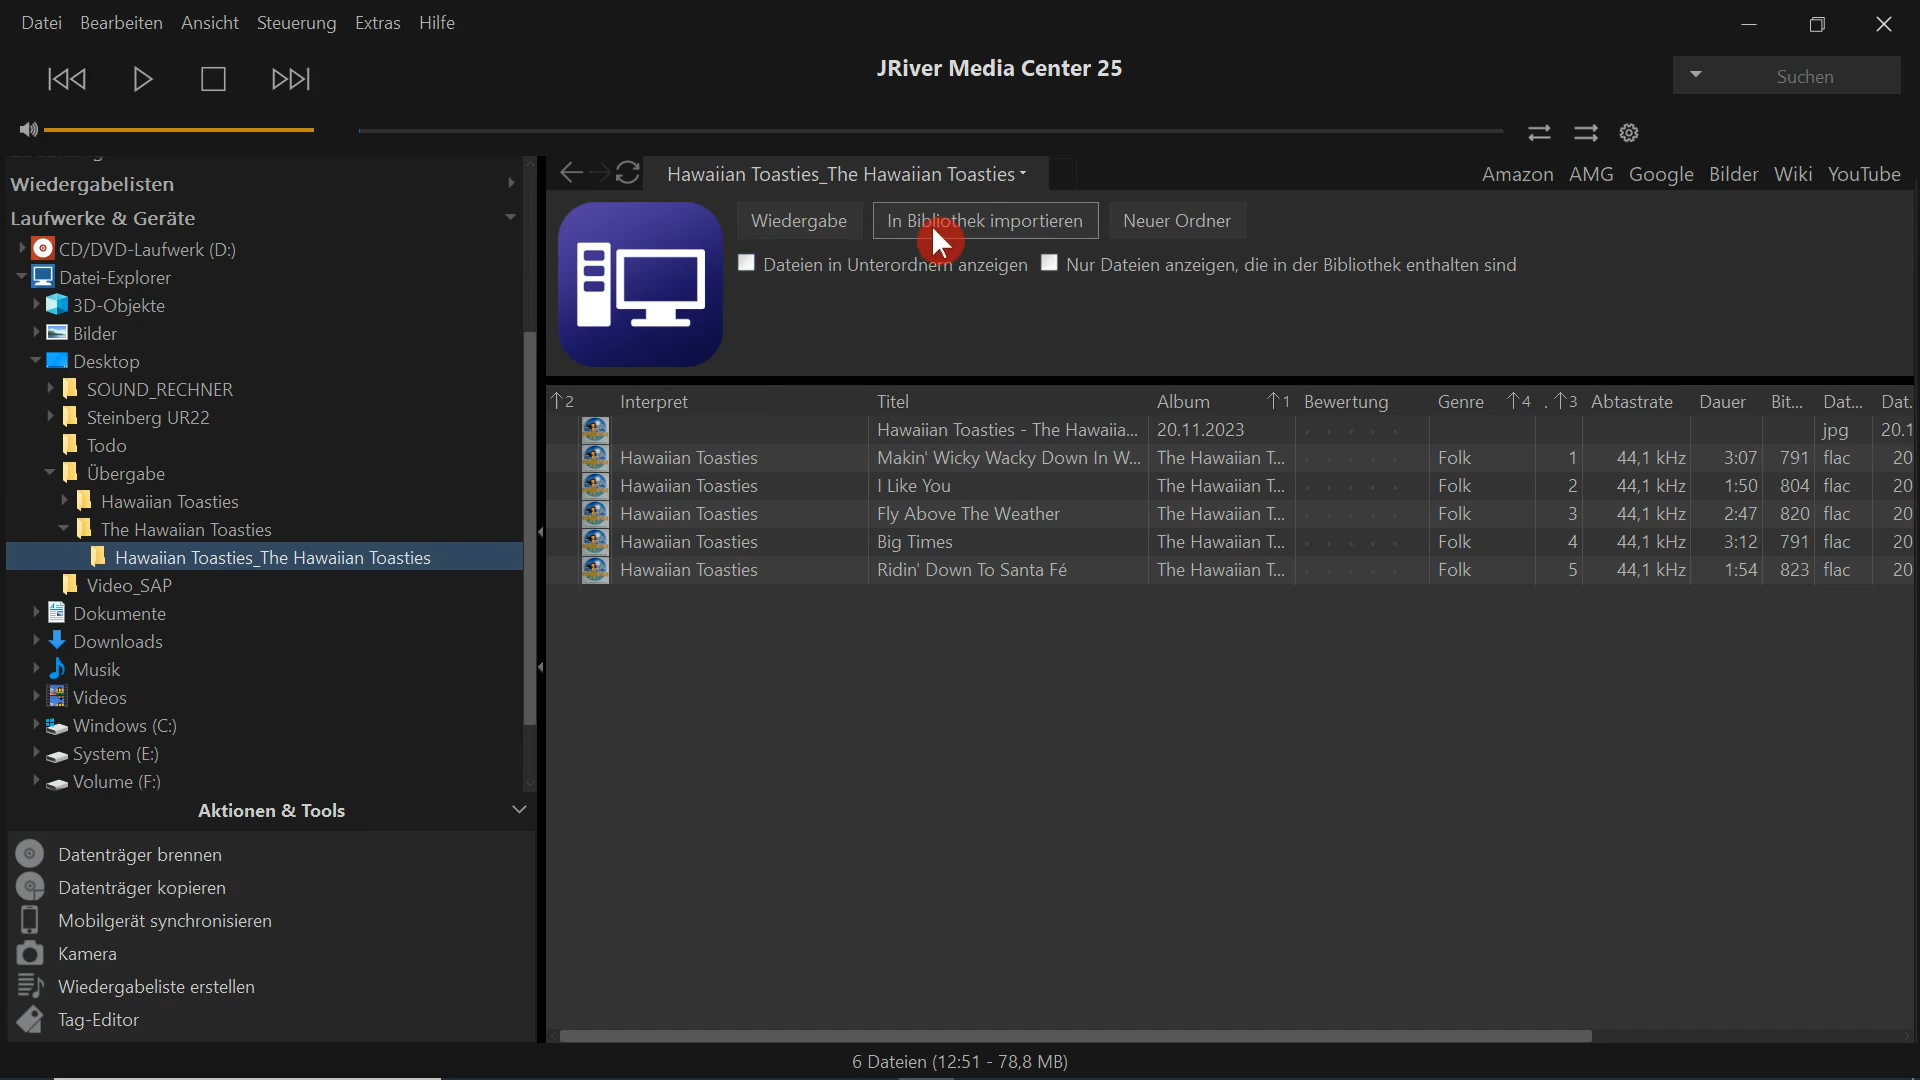 Datei Bearbeiten Ansicht Steuerung Extras Hilfe
JRiver Media Center 25
Suchen
Wiedergabelisten
Laufwerke & Geräte
CD/DVD-Laufwerk (D:)
Datei-Explorer
3D-Objekte
Bilder
Desktop
SOUND_RECHNER
Steinberg UR22
Todo
Übergabe
Hawaiian Toasties
The Hawaiian Toasties
Hawaiian Toasties_The Hawaiian Toasties
Video_SAP
Dokumente
Downloads
Musik
Videos
Windows (C:)
System (E:)
Volume (F:)
Aktionen & Tools
Datenträger brennen
Datenträger kopieren
Mobilgerät synchronisieren
Kamera
Wiedergabeliste erstellen
Tag-Editor
Hawaiian Toasties_The Hawaiian Toasties
Amazon AMG Google Bilder Wiki YouTube
Wiedergabe In Bibliothek importieren Neuer Ordner
Dateien in Unterordnern anzeigen Nur Dateien anzeigen, die in der Bibliothek enthalten sind
2 Interpret Titel Album 1 Bewertung Genre 4 . 3 Abtastrate Dauer Bit... Dat... Dat.
Hawaiian Toasties - The Hawaiia... 20.11.2023 jpg 20.1
Hawaiian Toasties Makin' Wicky Wacky Down In W... The Hawaiian T... Folk 1 44,1 kHz 3:07 791 flac 20
Hawaiian Toasties I Like You The Hawaiian T... Folk 2 44,1 kHz 1:50 804 flac 20
Hawaiian Toasties Fly Above The Weather The Hawaiian T... Folk 3 44,1 kHz 2:47 820 flac 20
Hawaiian Toasties Big Times The Hawaiian T... Folk 4 44,1 kHz 3:12 791 flac 20
Hawaiian Toasties Ridin' Down To Santa Fé The Hawaiian T... Folk 5 44,1 kHz 1:54 823 flac 20
6 Dateien (12:51 - 78,8 MB)